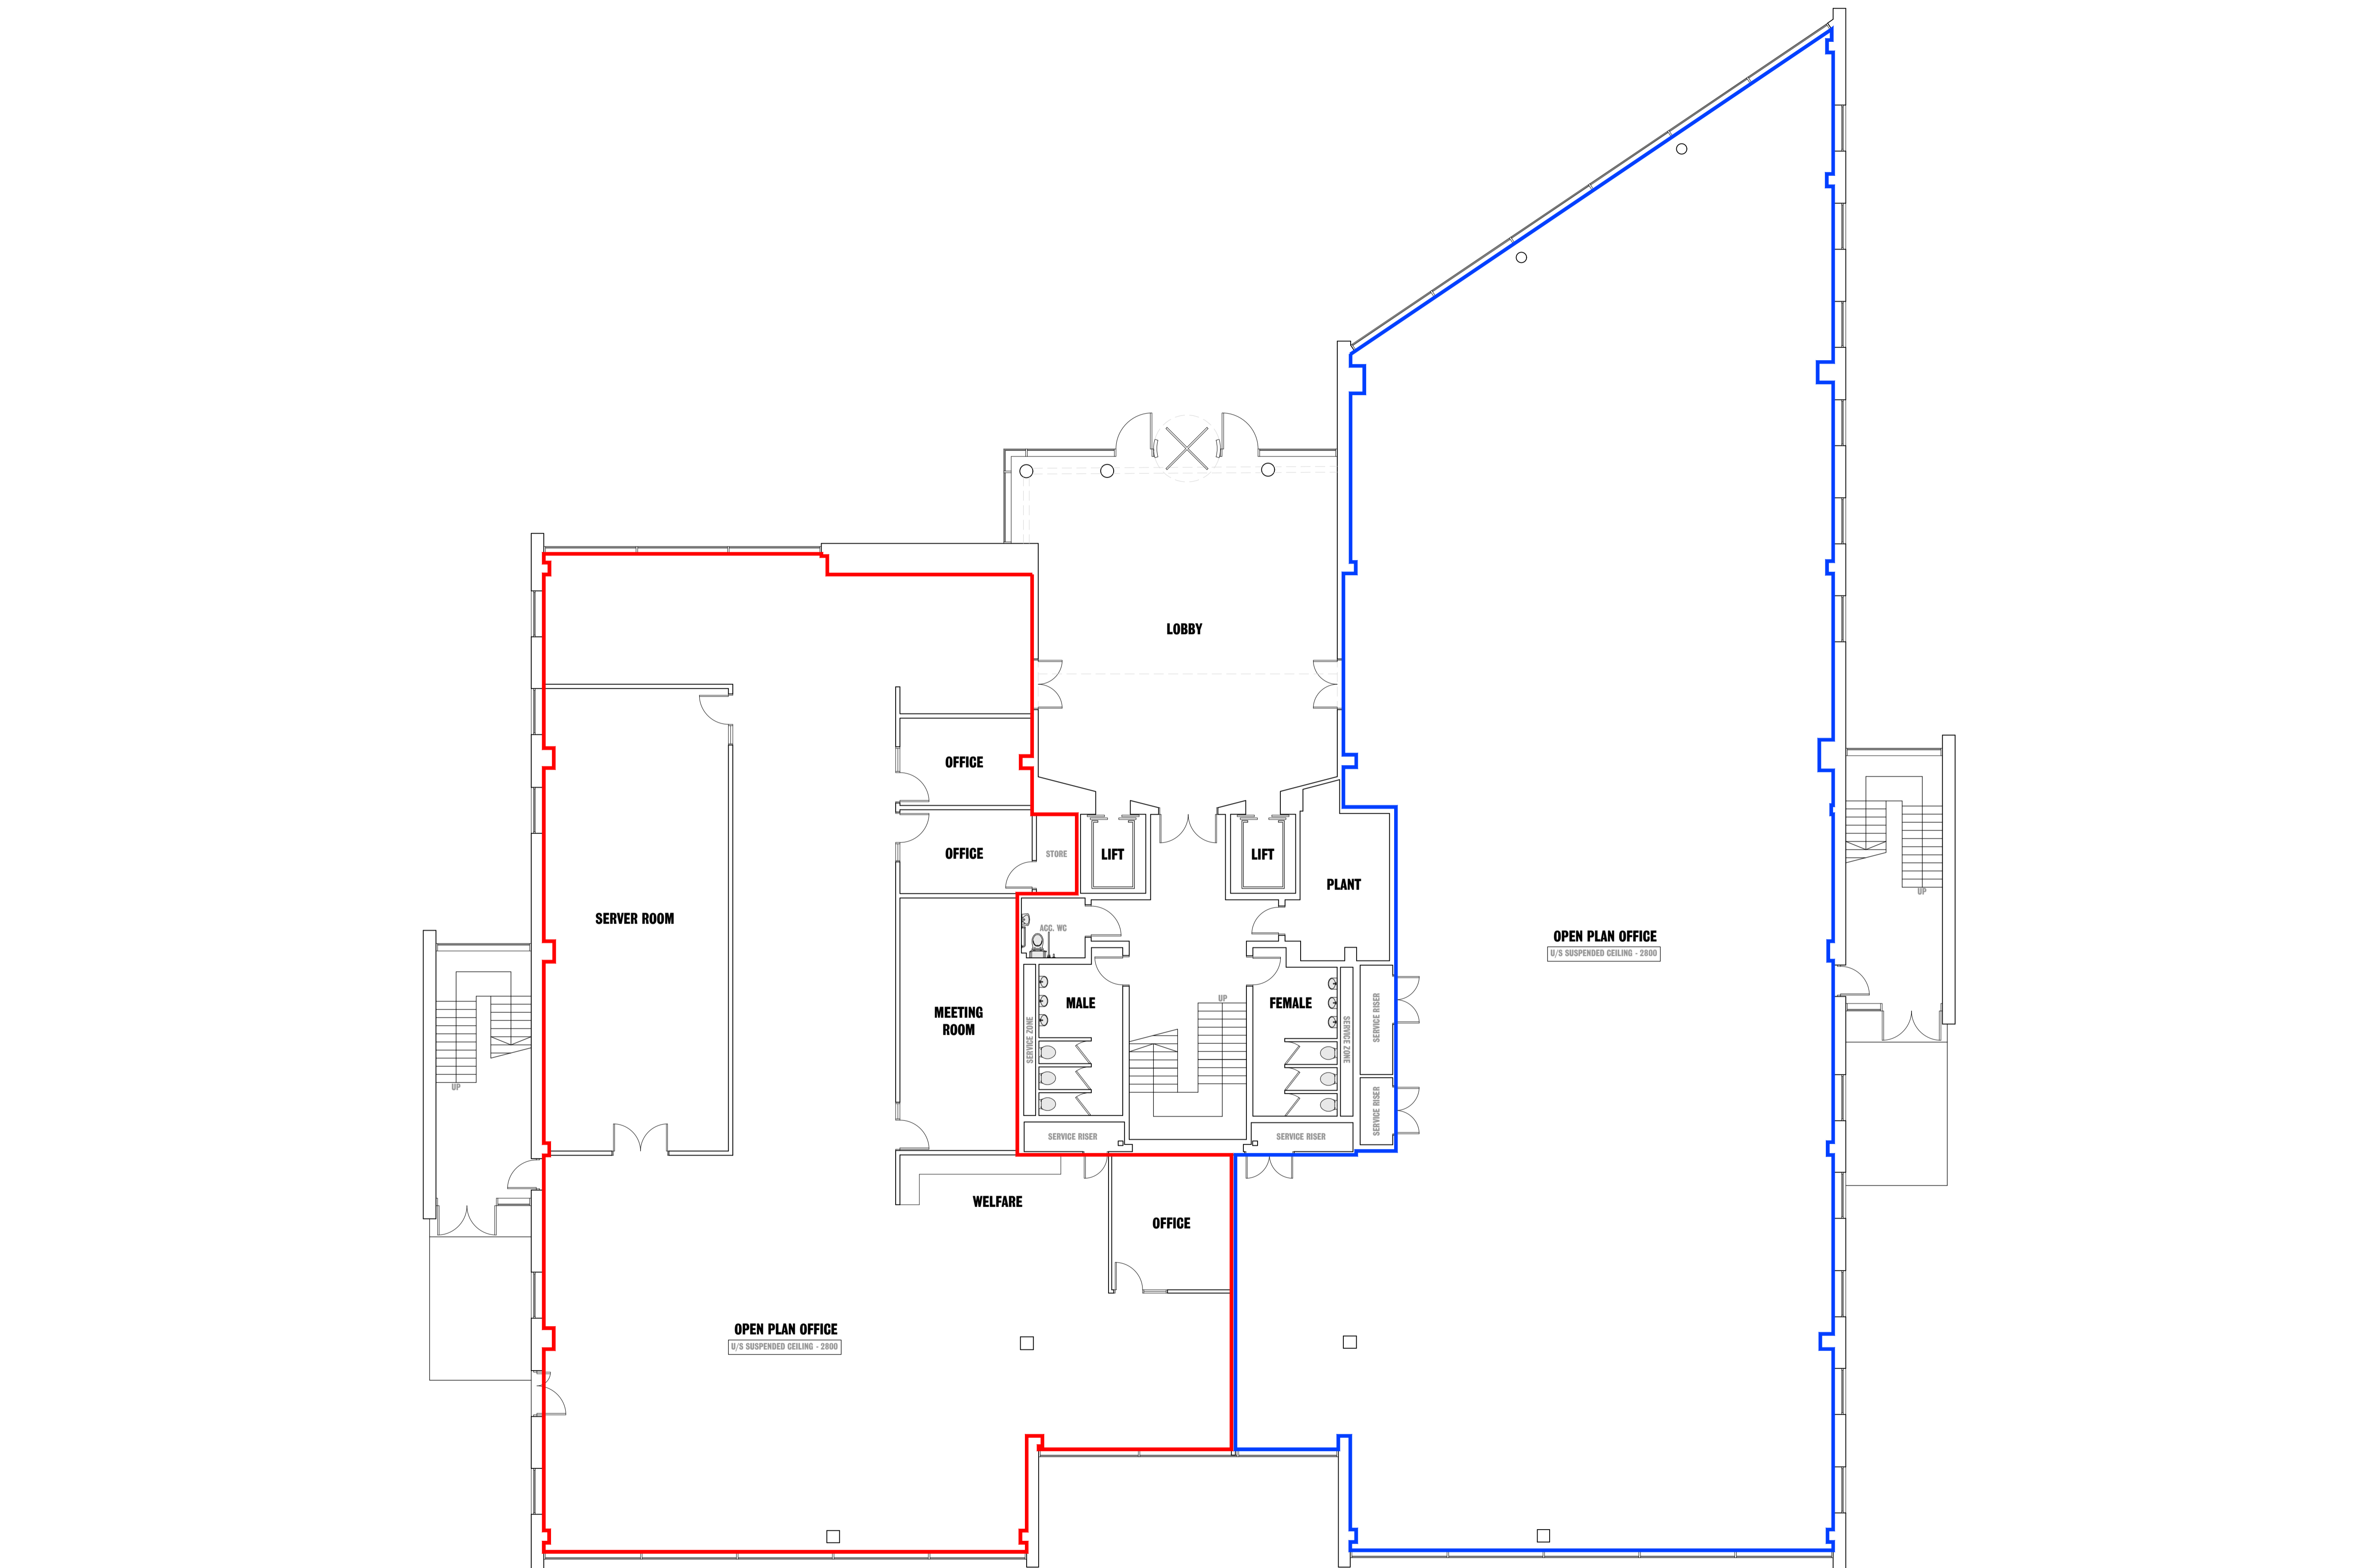 LOBBY
OFFICE
OFFICE
STORE
LIFT
LIFT
PLANT
SERVER ROOM
ACC. WC
OPEN PLAN OFFICE
U/S SUSPENDED CEILING - 2800
UP
MEETING
ROOM
SERVICE ZONE
MALE
UP
FEMALE
SERVICE ZONE
SERVICE RISER
SERVICE RISER
UP
SERVICE RISER
SERVICE RISER
WELFARE
OFFICE
OPEN PLAN OFFICE
U/S SUSPENDED CEILING - 2800